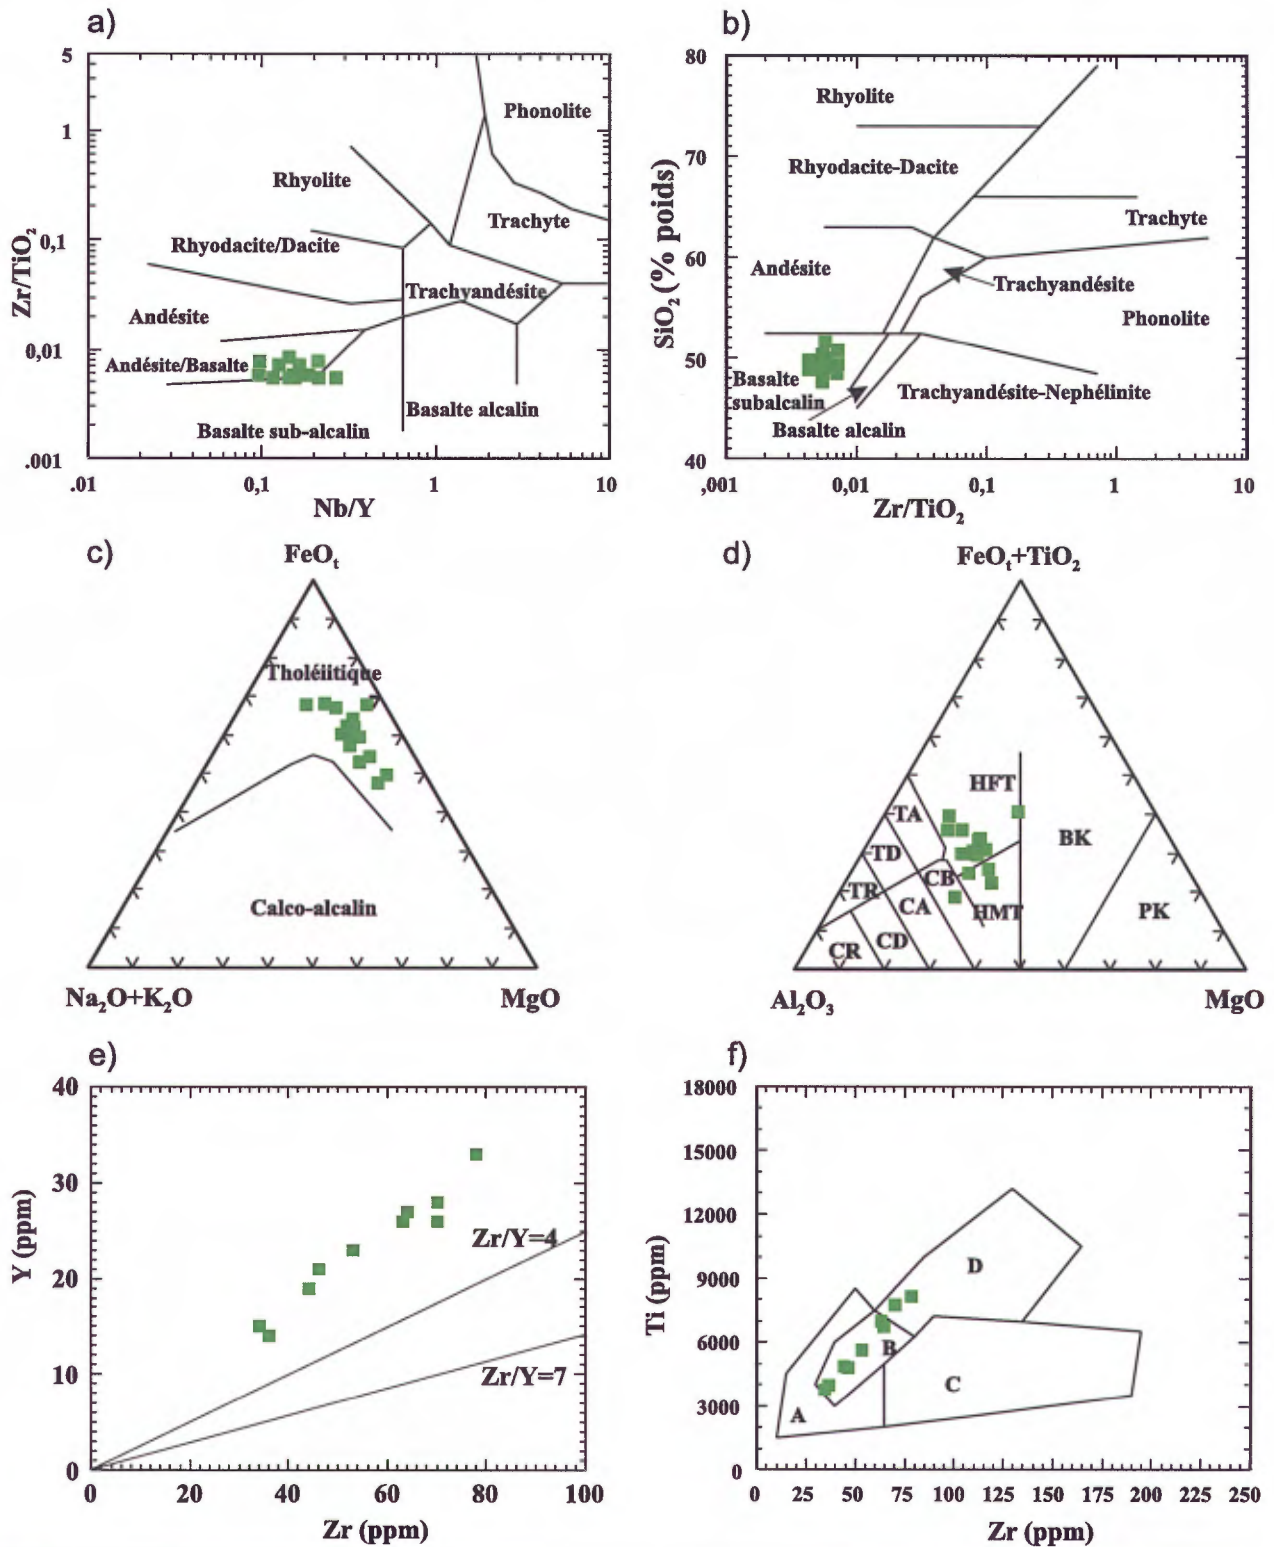 a)
5
1
0,1
0,01
.001
Zr/TiO2
Phonolite
Rhyolite
Trachyte
Rhyodacite/Dacite
Trachyandésite
Andésite
Andésite/Basalte
Basalte alcalin
Basalte sub-alcalin
.01 0,1 1 10
Nb/Y
b)
80
70
60
50
40
SiO2 (% poids)
Rhyolite
Rhyodacite-Dacite
Trachyte
Andésite
Trachyandésite
Phonolite
Basalte
subalcalin
Trachyandésite-Nephélinite
Basalte alcalin
,001 0,01 0,1 1 10
Zr/TiO2
c)
FeOt
Tholéiitique
Calco-alcalin
Na2O+K2O MgO
d)
FeOt+TiO2
HFT
TA
BK
TD
CB
TR
CA
HMT
PK
CR
CD
Al2O3 MgO
e)
40
30
20
10
0
Y (ppm)
Zr/Y=4
Zr/Y=7
0 20 40 60 80 100
Zr (ppm)
f)
18000
15000
12000
9000
6000
3000
0
Ti (ppm)
D
B
C
A
0 25 50 75 100 125 150 175 200 225 250
Zr (ppm)